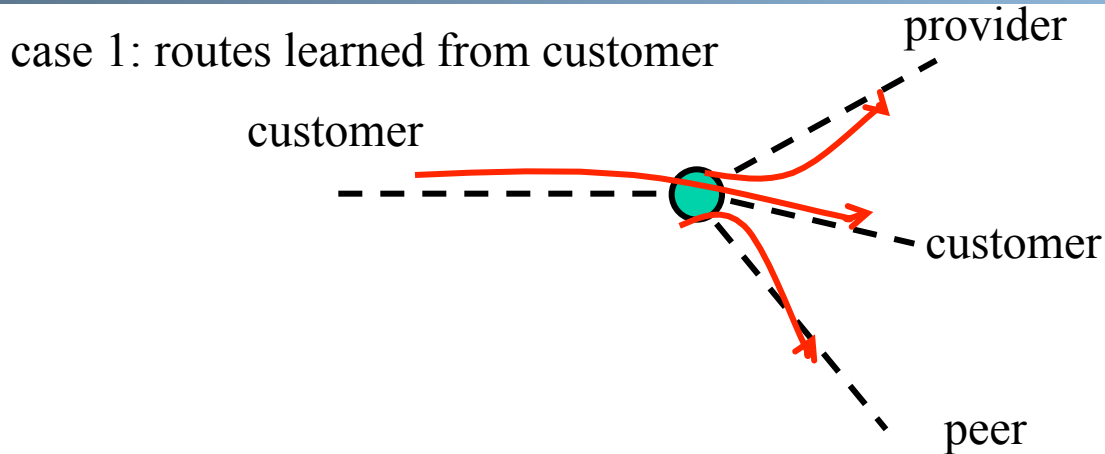 provider
case 1: routes learned from customer
customer
customer
peer